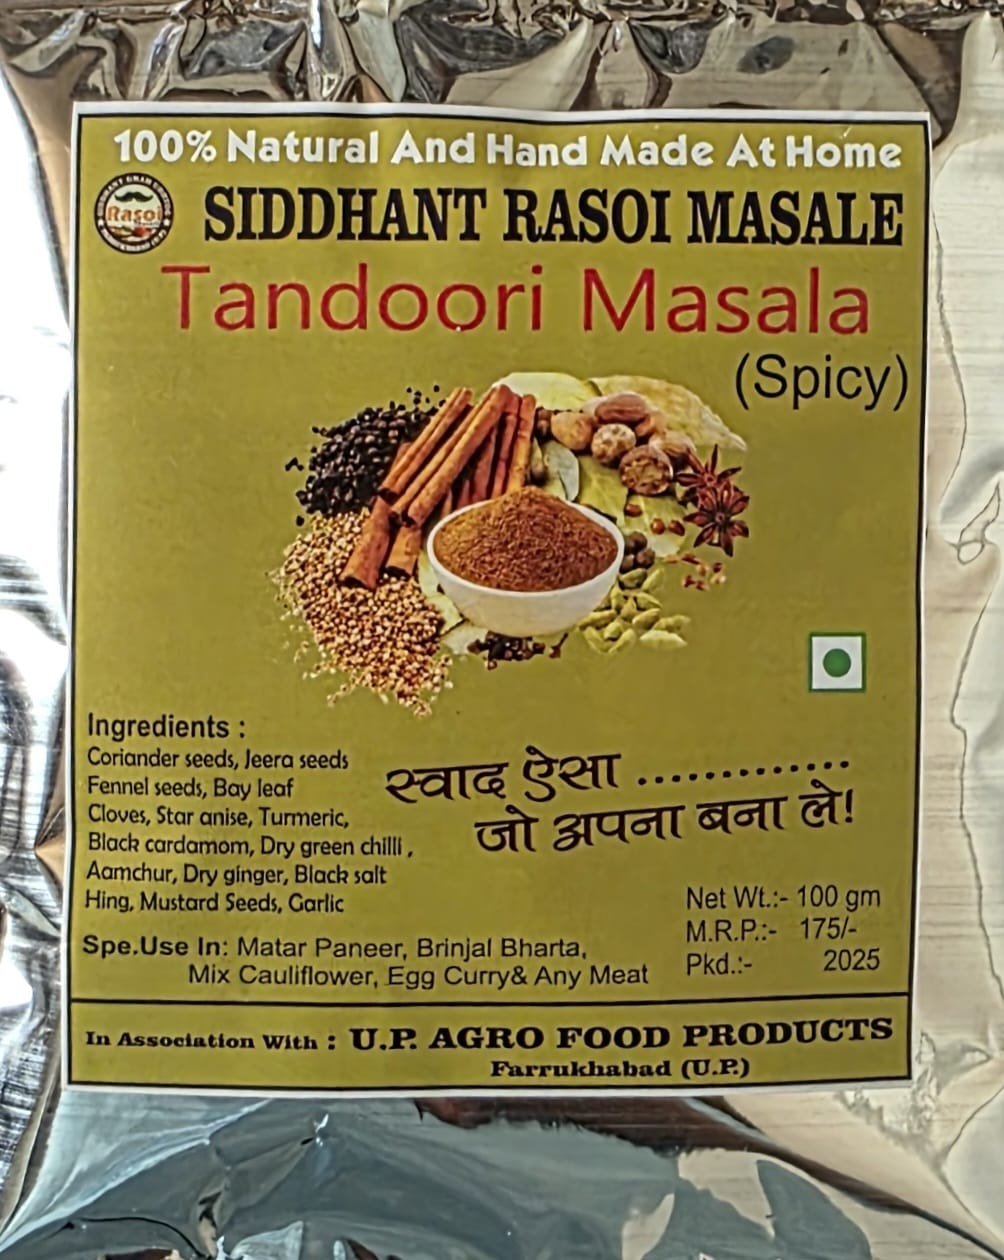 100% Natural And Hand Made At Home
Rasoi
SIDDHANT RASOI MASALE
Tandoori Masala
(Spicy)
Ingredients :
Coriander seeds, Jeera seeds
Fennel seeds, Bay leaf
Cloves, Star anise, Turmeric,
Black cardamom, Dry green chilli ,
Aamchur, Dry ginger, Black salt
Hing, Mustard Seeds, Garlic
स्वाद ऐसा .............
जो अपना बना ले!
Net Wt.:- 100 gm
M.R.P.:- 175/-
Pkd.:- 2025
Spe.Use In: Matar Paneer, Brinjal Bharta,
Mix Cauliflower, Egg Curry& Any Meat
In Association With : U.P. AGRO FOOD PRODUCTS
Farrukhabad (U.P.)